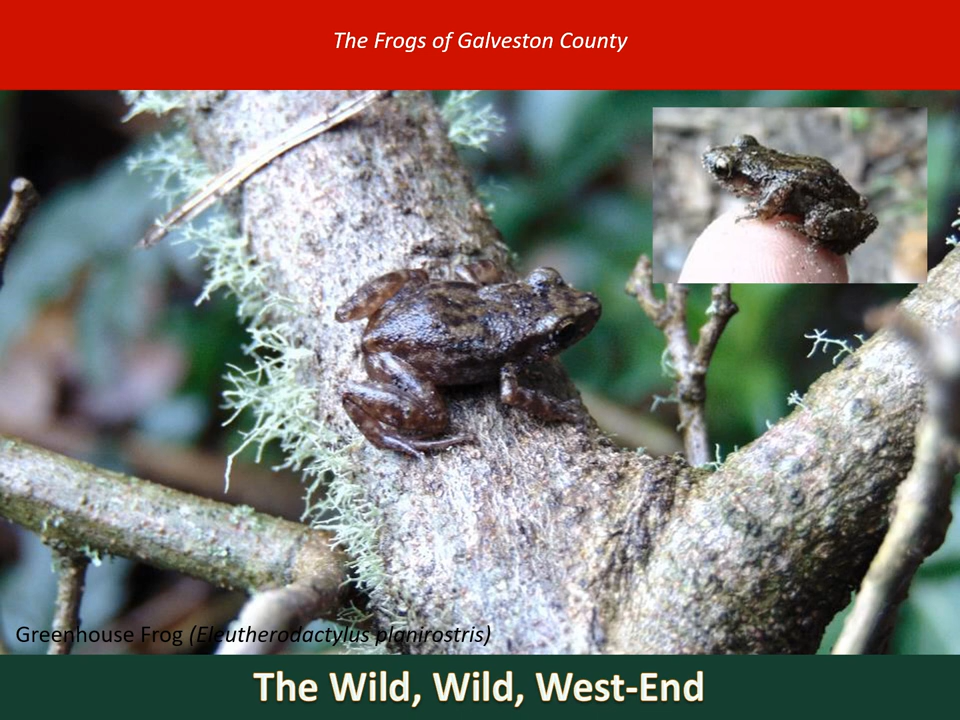 The Frogs of Galveston County
Greenhouse Frog (Eleutherodactylus planirostris)
The Wild, Wild, West-End